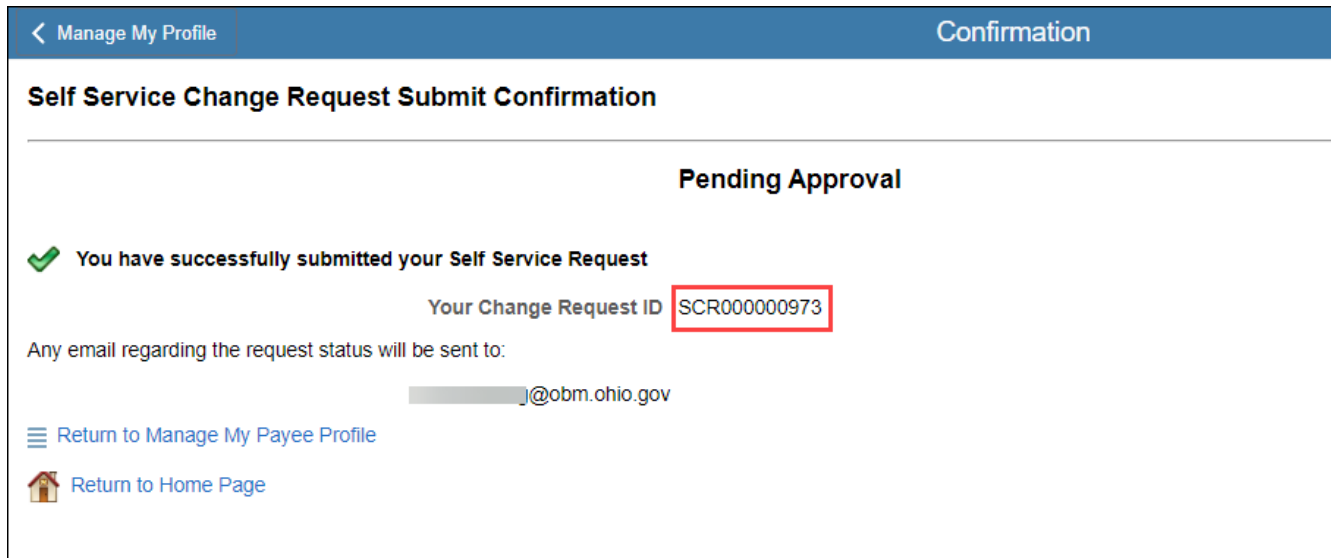 Manage My Profile
Confirmation
Self Service Change Request Submit Confirmation
Pending Approval
You have successfully submitted your Self Service Request
Your Change Request ID SCR000000973
Any email regarding the request status will be sent to:
@obm.ohio.gov
Return to Manage My Payee Profile
Return to Home Page